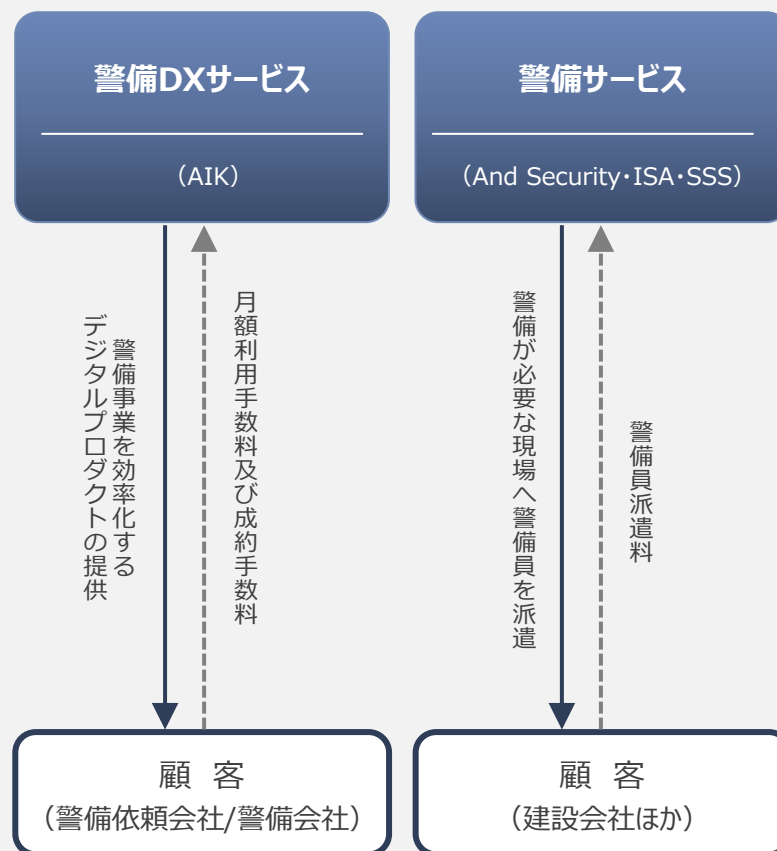 警備DXサービス
（AIK）
警備事業を効率化する
デジタルプロダクトの提供
月額利用手数料及び成約手数料
顧 客
（警備依頼会社/警備会社）
警備サービス
（And Security・ISA・SSS）
警備が必要な現場へ警備員を派遣
警備員派遣料
顧 客
（建設会社ほか）